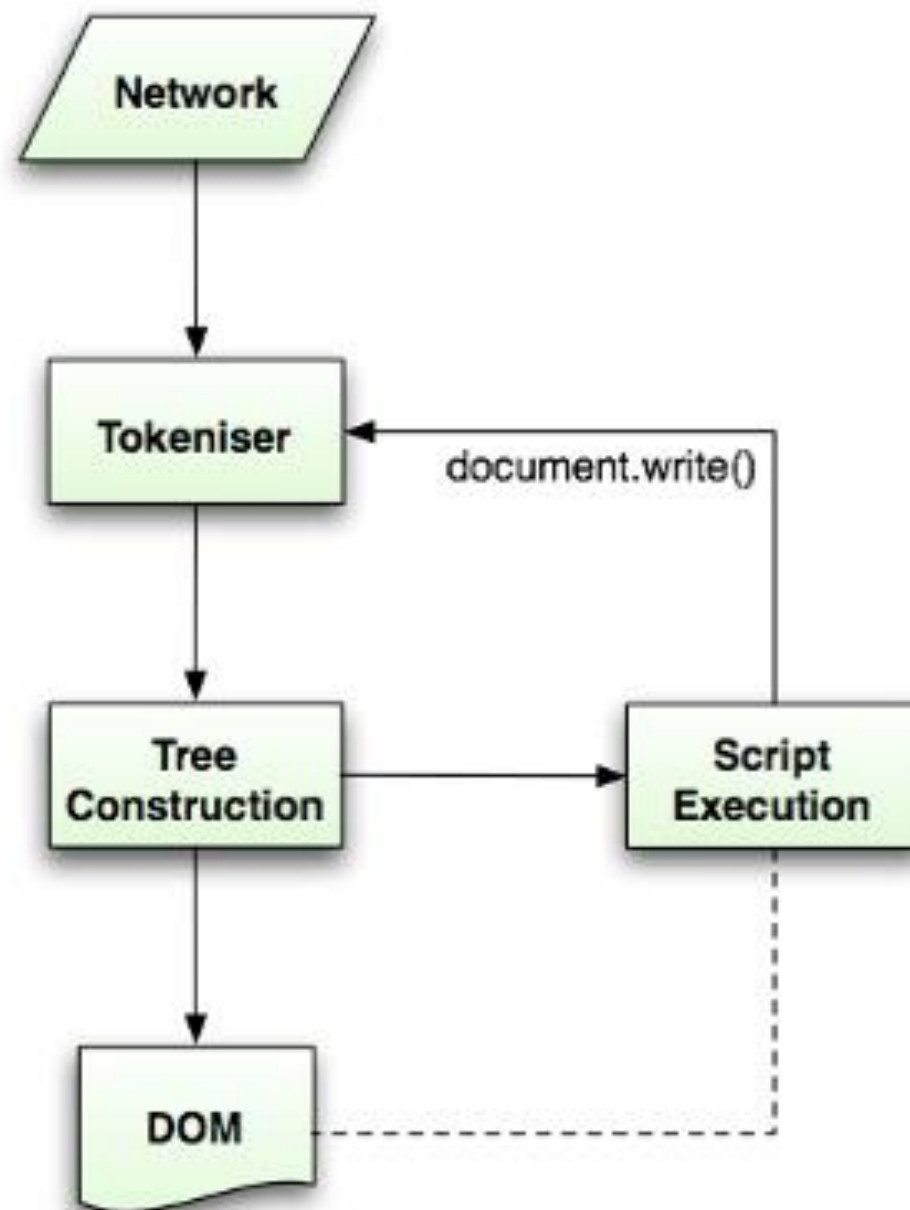 Network
Tokeniser
document.write()
Tree
Construction
Script
Execution
DOM